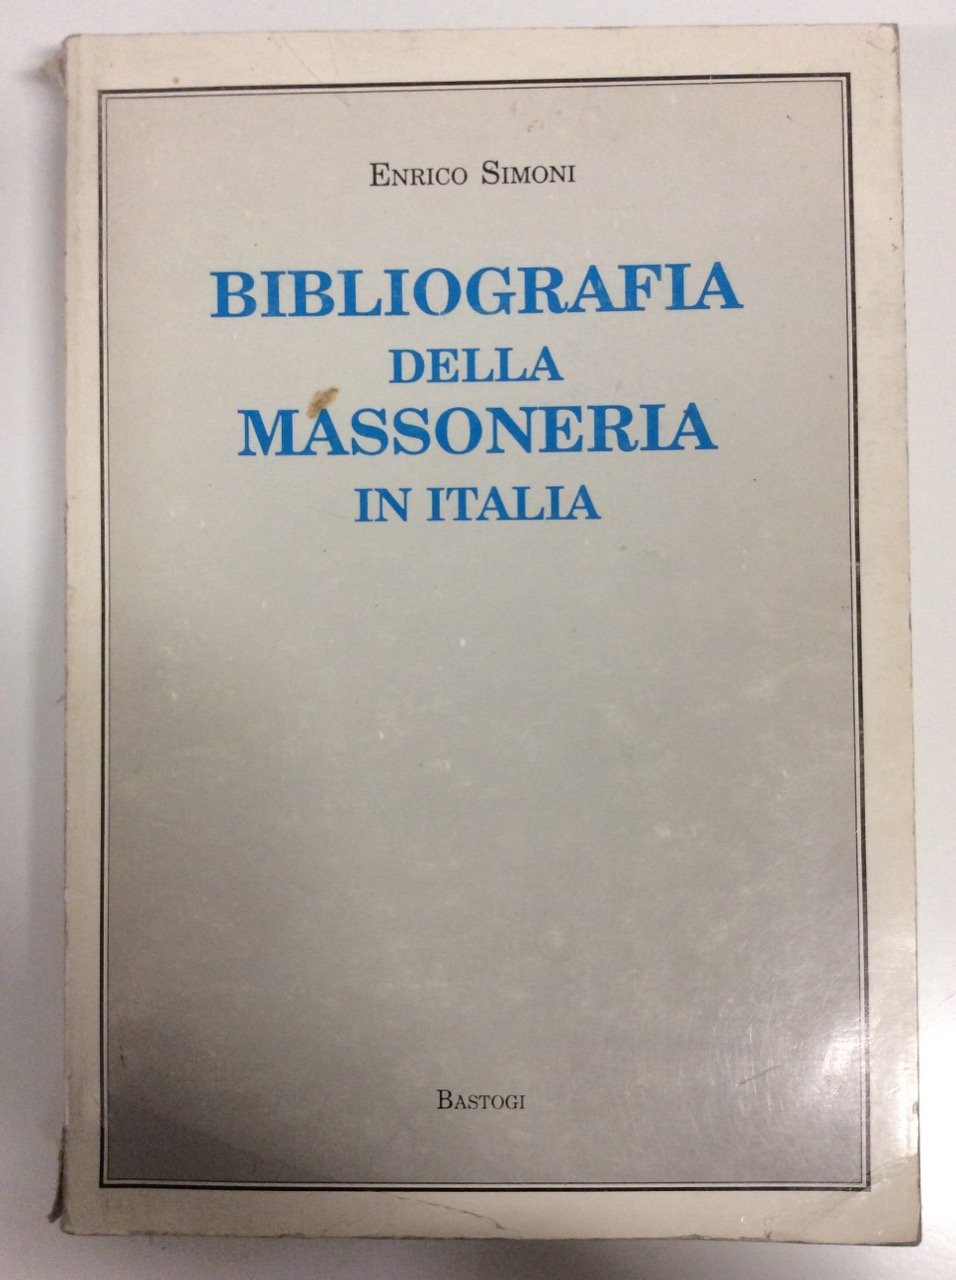 ENRICO SIMONI
BIBLIOGRAFIA
DELLA
MASSONERIA
IN ITALIA
BASTOGI